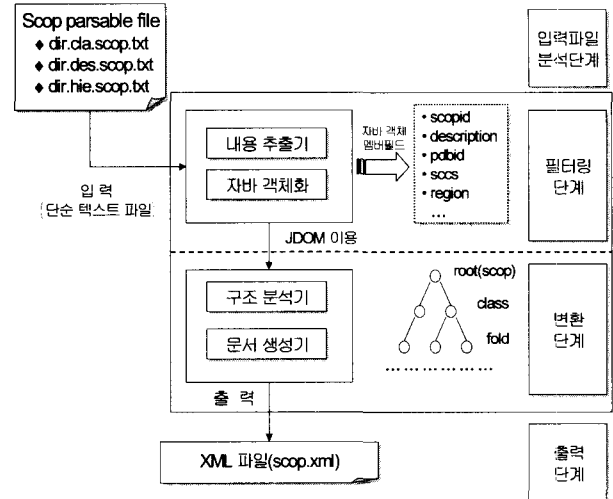 Scop parsable file
♦ dir.cla.scop.txt
♦ dir.des.scop.txt
♦ dir.hie.scop.txt
입력파일
분석단계
내용 추출기
자바 객체화
자바 객체
멤버필드
• scopid
• description
• pdbid
• sccs
• region
...
필터링
단계
입 력
(단순 텍스트 파일)
JDOM 이용
구조 분석기
문서 생성기
root(scop)
class
fold
... ... ... ... ... ...
변환
단계
출 력
XML 파일(scop.xml)
출력
단계